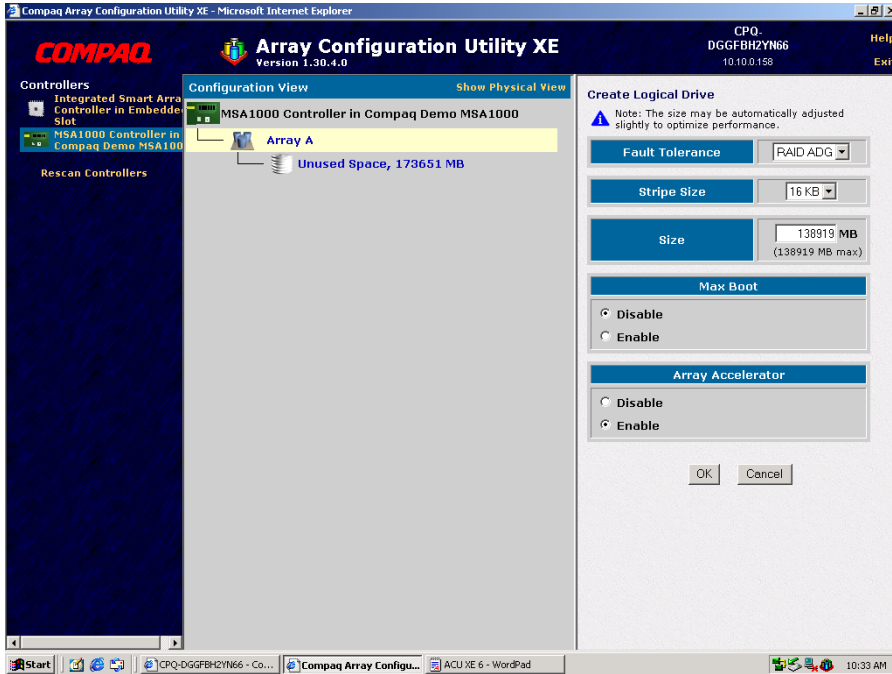 Compaq Array Configuration Utility XE - Microsoft Internet Explorer
COMPAQ
Array Configuration Utility XE
Version 1.30.4.0
CPQ-
DGGFBH2YN66
10.10.0.158
Help
Exi
Controllers
Integrated Smart Arra
Controller in Embedde
Slot
MSA1000 Controller in
Compaq Demo MSA100
Rescan Controllers
Configuration View
Show Physical View
MSA1000 Controller in Compaq Demo MSA1000
Array A
Unused Space, 173651 MB
Create Logical Drive
Note: The size may be automatically adjusted
slightly to optimize performance.
Fault Tolerance
RAID ADG
Stripe Size
16 KB
Size
138919 MB
(138919 MB max)
Max Boot
Disable
Enable
Array Accelerator
Disable
Enable
OK
Cancel
Start
CPQ-DGGFBH2YN66 - Co...
Compaq Array Configu...
ACU XE 6 - WordPad
10:33 AM